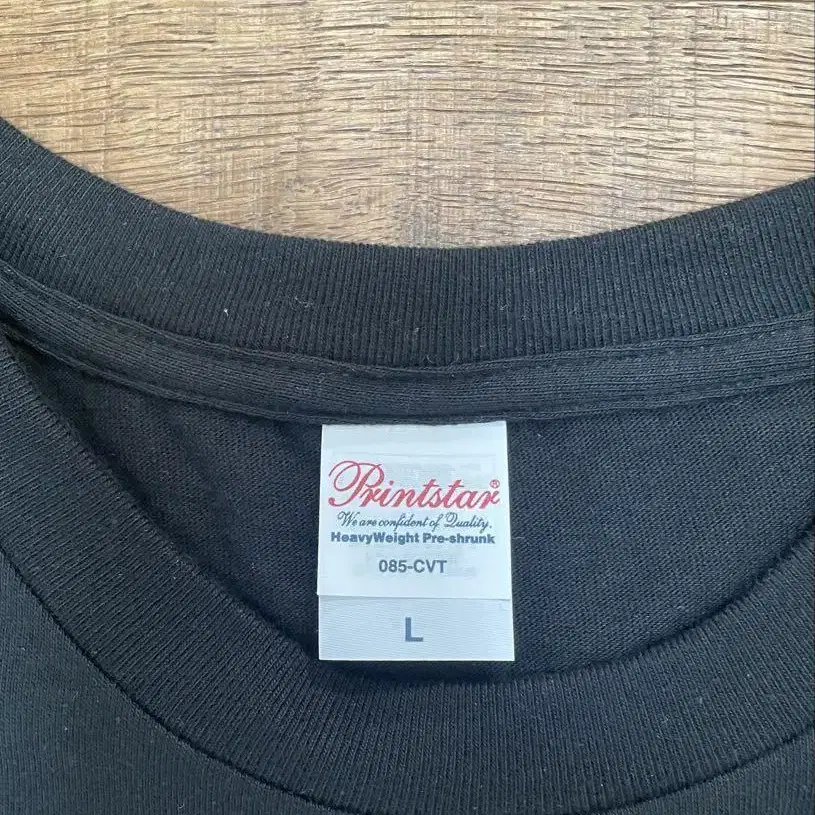 Printstar®
We are confident of Quality.
HeavyWeight Pre-shrunk
085-CVT
L